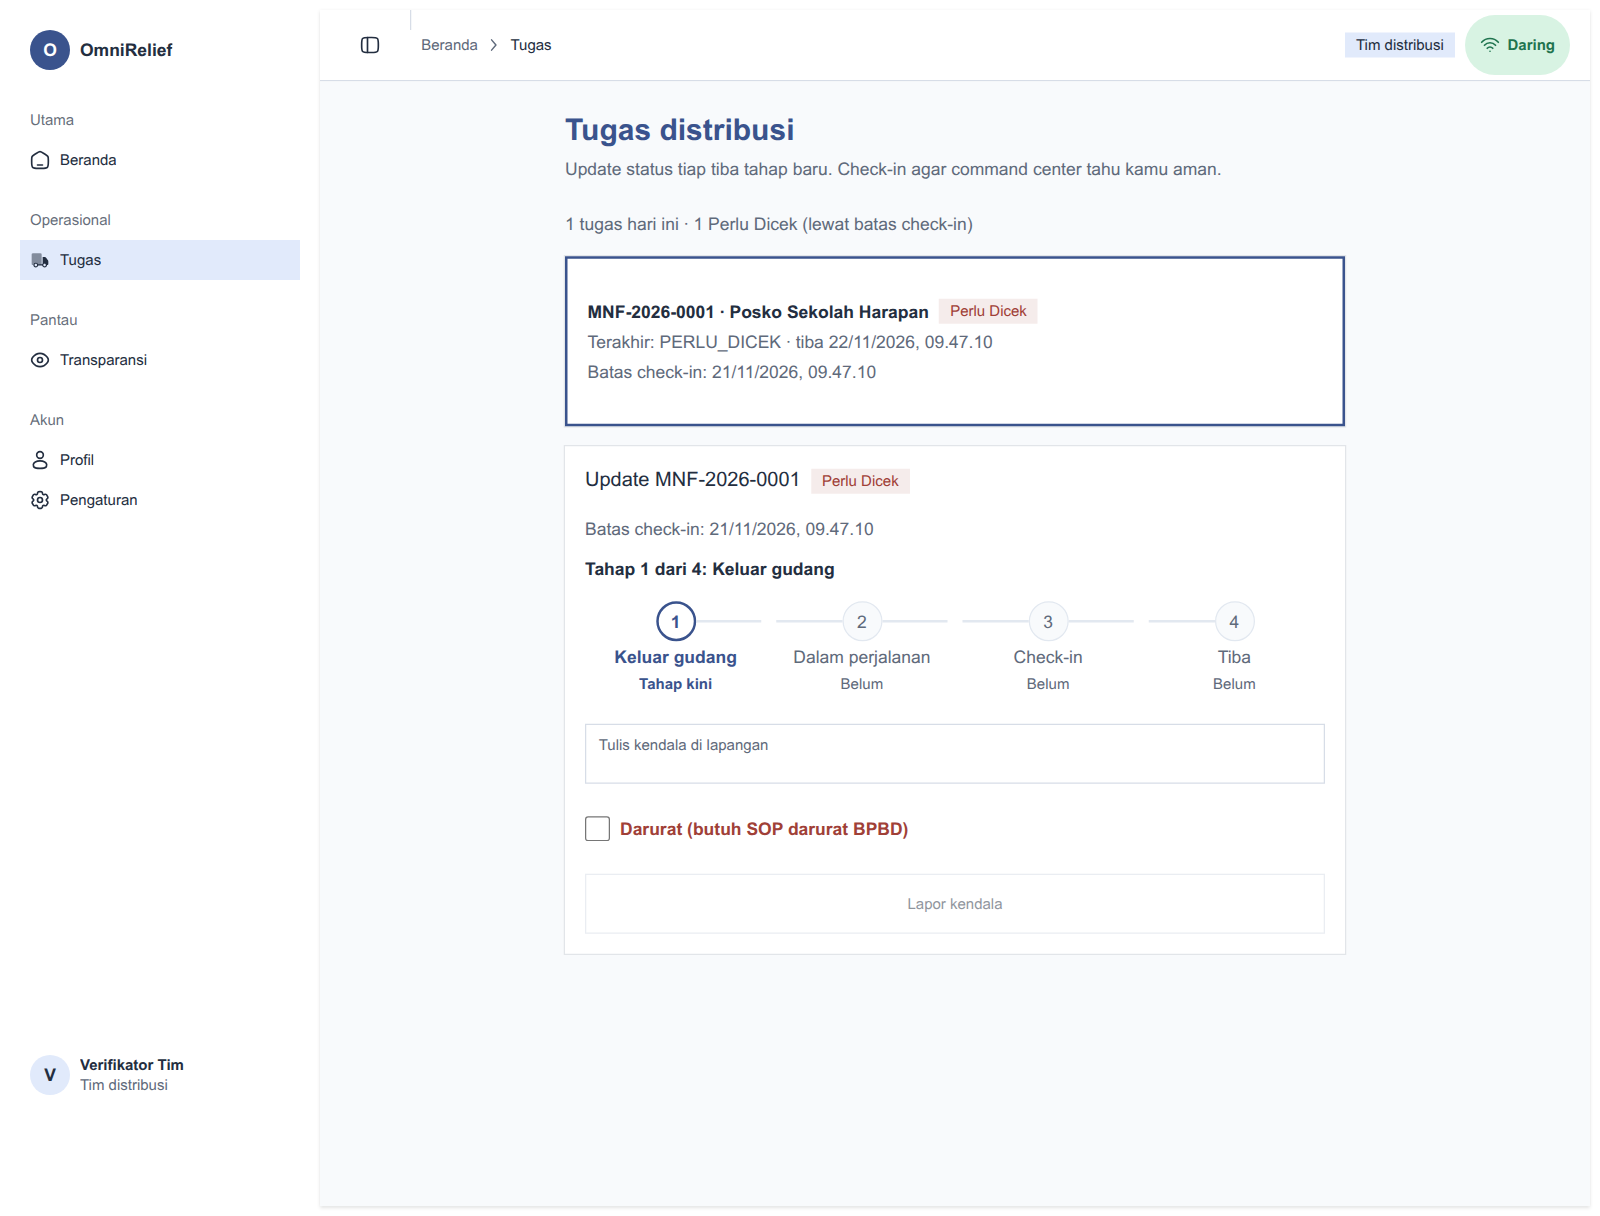 O OmniRelief
Utama
Beranda
Operasional
Tugas
Pantau
Transparansi
Akun
Profil
Pengaturan
V
Verifikator Tim
Tim distribusi
Beranda > Tugas
Tim distribusi
Daring
Tugas distribusi
Update status tiap tiba tahap baru. Check-in agar command center tahu kamu aman.
1 tugas hari ini · 1 Perlu Dicek (lewat batas check-in)
MNF-2026-0001 · Posko Sekolah Harapan Perlu Dicek
Terakhir: PERLU_DICEK · tiba 22/11/2026, 09.47.10
Batas check-in: 21/11/2026, 09.47.10
Update MNF-2026-0001 Perlu Dicek
Batas check-in: 21/11/2026, 09.47.10
Tahap 1 dari 4: Keluar gudang
1 2 3 4
Keluar gudang Dalam perjalanan Check-in Tiba
Tahap kini Belum Belum Belum
Tulis kendala di lapangan
Darurat (butuh SOP darurat BPBD)
Lapor kendala